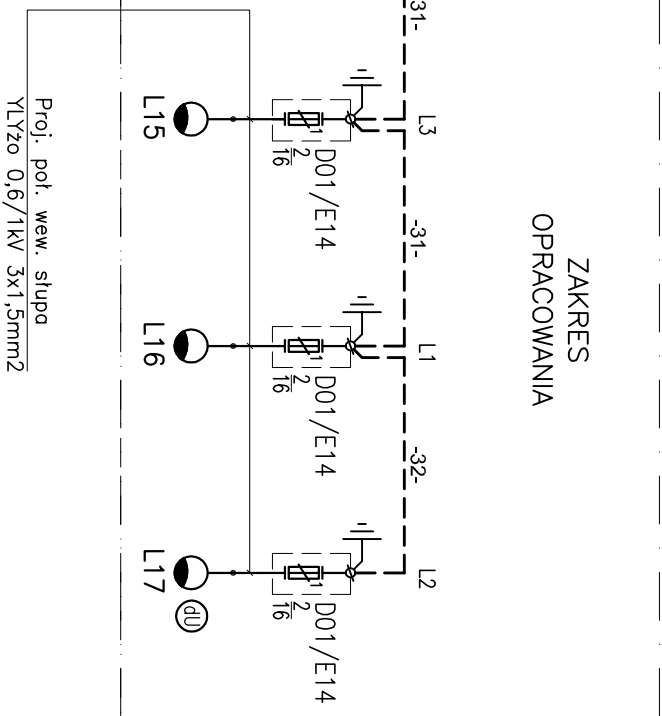 ZAKRES
OPRACOWANIA
31-
L3
-31-
L1
-32-
L2
D01/E14
1
2
16
D01/E14
1
2
16
D01/E14
1
2
16
L15
L16
L17
dU
Proj. poł. wew. słupa
YLYżo 0,6/1kV 3x1,5mm2